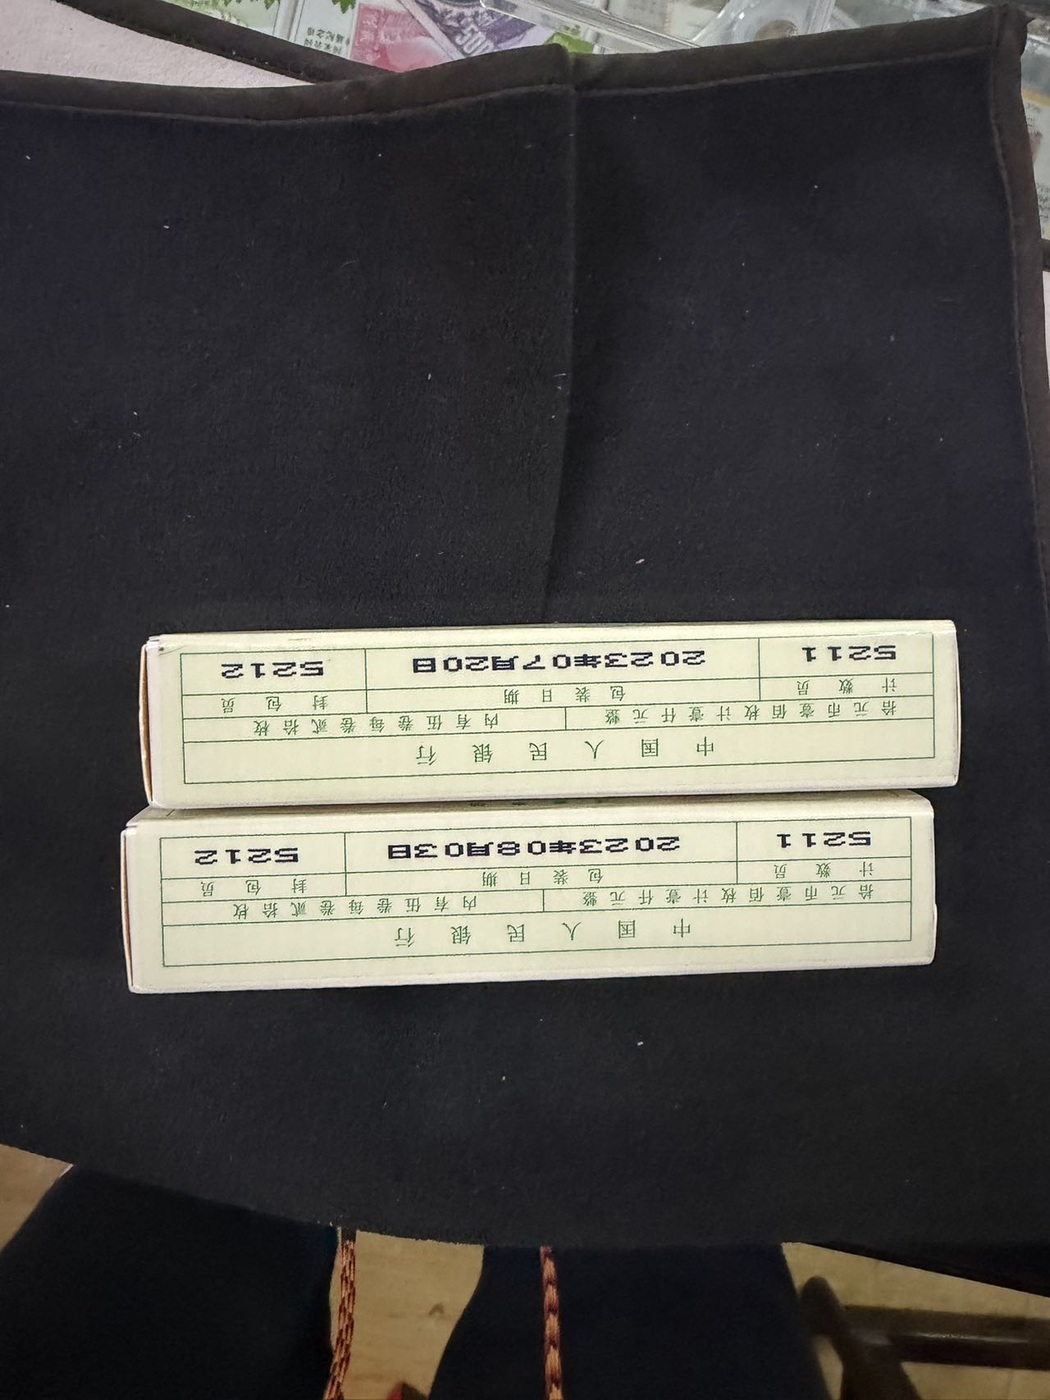 中国人民银行
拾元币壹佰枚计壹仟元整 内有伍卷每卷贰拾枚
计数员 包装日期 封包员
5211 2023年08月03日 5212
中国人民银行
拾元币壹佰枚计壹仟元整 内有伍卷每卷贰拾枚
计数员 包装日期 封包员
5211 2023年07月20日 5212